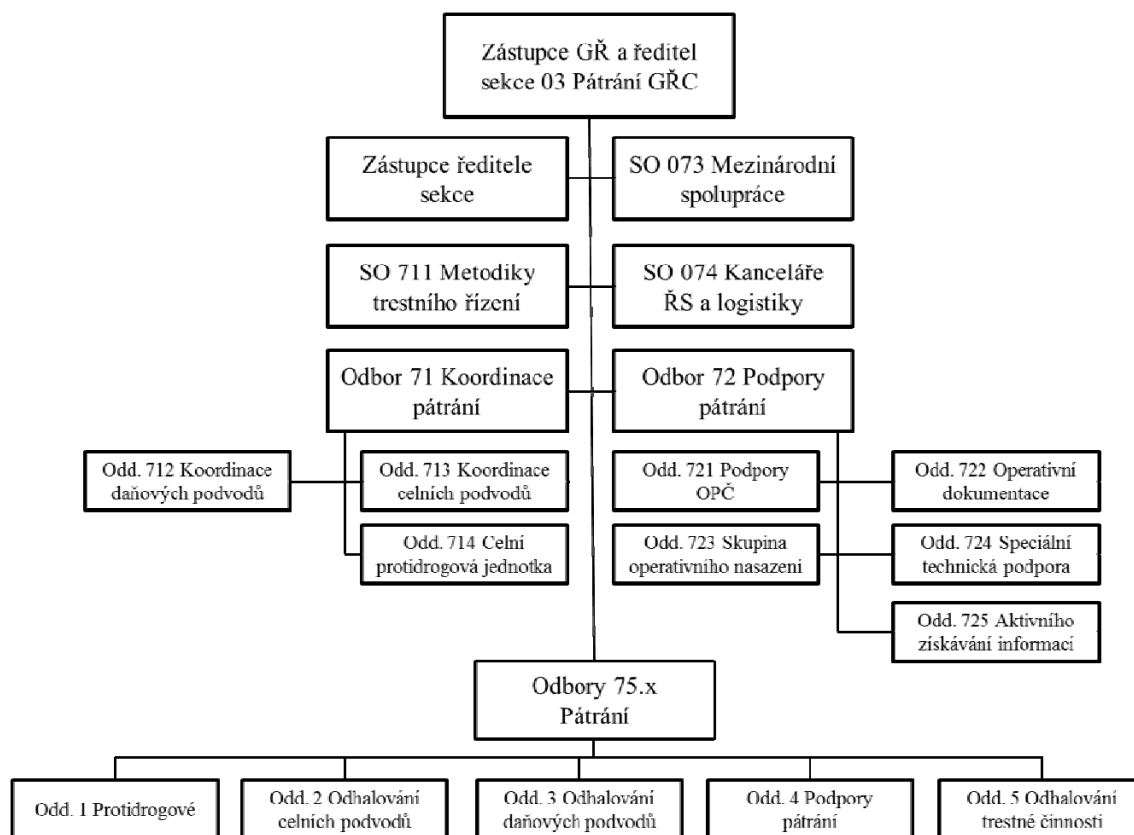 Zástupce GŘ a ředitel
sekce 03 Pátrání GŘC
Zástupce ředitele
sekce
SO 073 Mezinárodní
spolupráce
SO 711 Metodiky
trestního řízení
SO 074 Kanceláře
ŘS a logistiky
Odbor 71 Koordinace
pátrání
Odbor 72 Podpory
pátrání
Odd. 712 Koordinace
daňových podvodů
Odd. 713 Koordinace
celních podvodů
Odd. 721 Podpory
OPČ
Odd. 722 Operativní
dokumentace
Odd. 714 Celní
protidrogová jednotka
Odd. 723 Skupina
operativního nasazení
Odd. 724 Speciální
technická podpora
Odd. 725 Aktivního
získávání informací
Odbory 75.x
Pátrání
Odd. 1 Protidrogové
Odd. 2 Odhalování
celních podvodů
Odd. 3 Odhalování
daňových podvodů
Odd. 4 Podpory
pátrání
Odd. 5 Odhalování
trestné činnosti